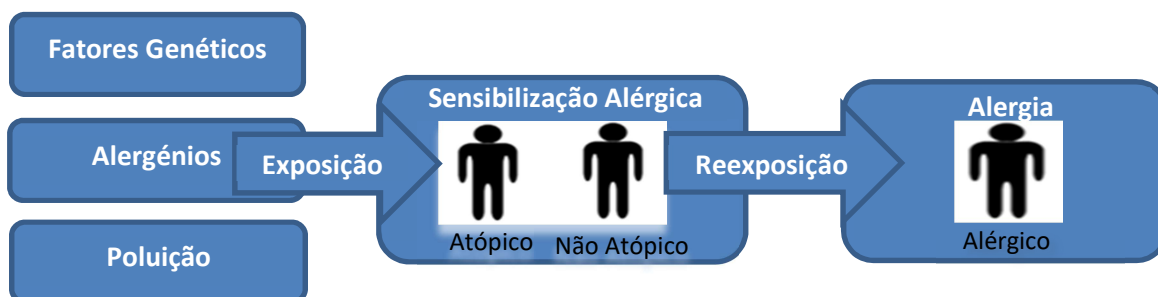 Fatores Genéticos
Alergénios
Poluição
Exposição
Sensibilização Alérgica
Atópico
Não Atópico
Reexposição
Alergia
Alérgico